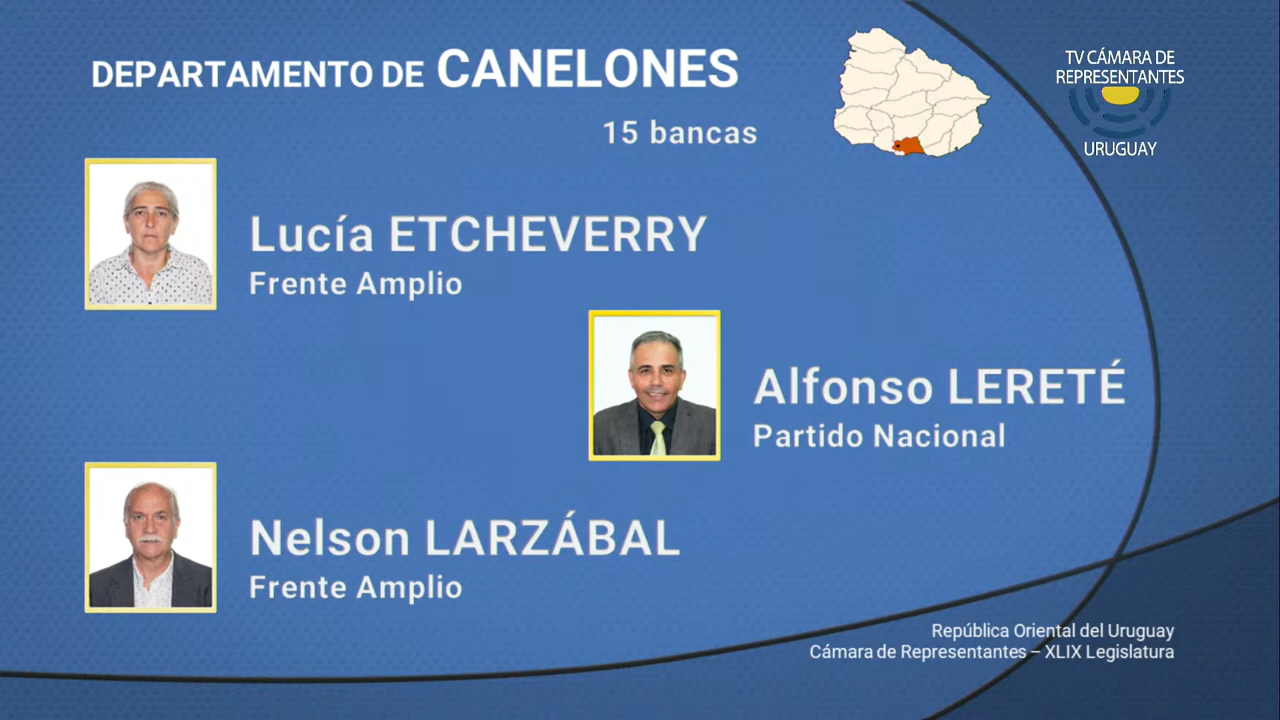 DEPARTAMENTO DE CANELONES
15 bancas
TV CÁMARA DE
REPRESENTANTES
URUGUAY
Lucía ETCHEVERRY
Frente Amplio
Alfonso LERETÉ
Partido Nacional
Nelson LARZÁBAL
Frente Amplio
República Oriental del Uruguay
Cámara de Representantes – XLIX Legislatura